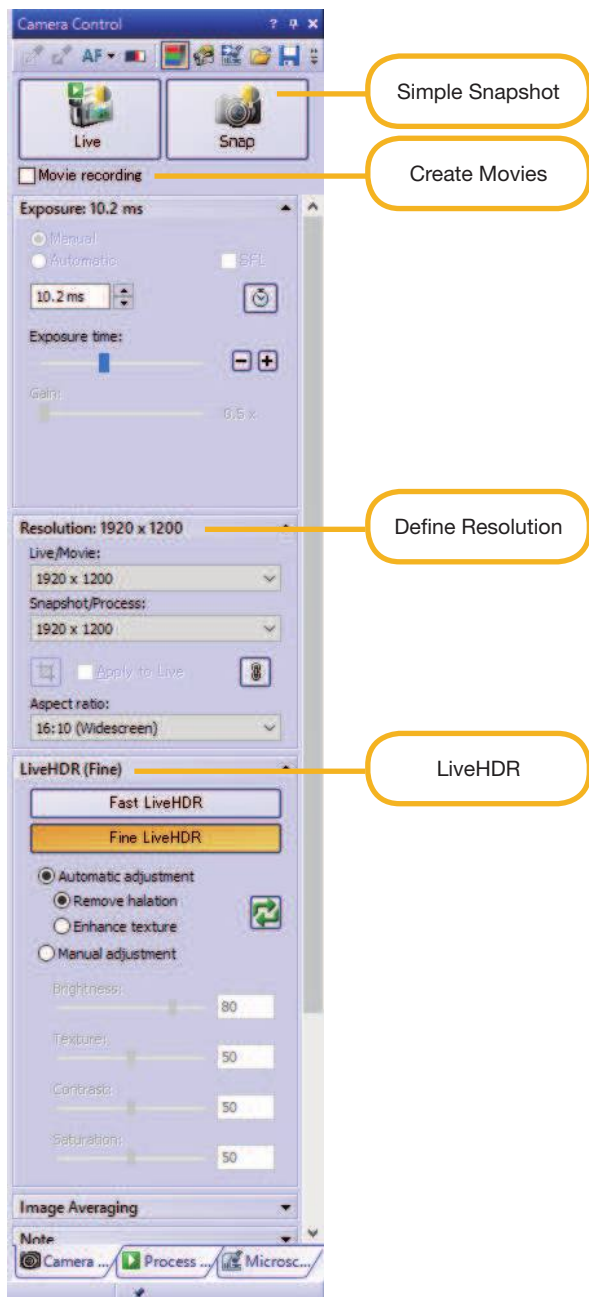 Camera Control
AF
Live
Snap
Simple Snapshot
Movie recording
Create Movies
Exposure: 10.2 ms
Manual
Automatic
SFL
10.2 ms
Exposure time:
Gain:
0.5 x
Resolution: 1920 x 1200
Define Resolution
Live/Movie:
1920 x 1200
Snapshot/Process:
1920 x 1200
Apply to Live
Aspect ratio:
16:10 (Widescreen)
LiveHDR (Fine)
LiveHDR
Fast LiveHDR
Fine LiveHDR
Automatic adjustment
Remove halation
Enhance texture
Manual adjustment
Brightness:
80
Texture:
50
Contrast:
50
Saturation:
50
Image Averaging
Note
Camera ...
Process ...
Microsc...